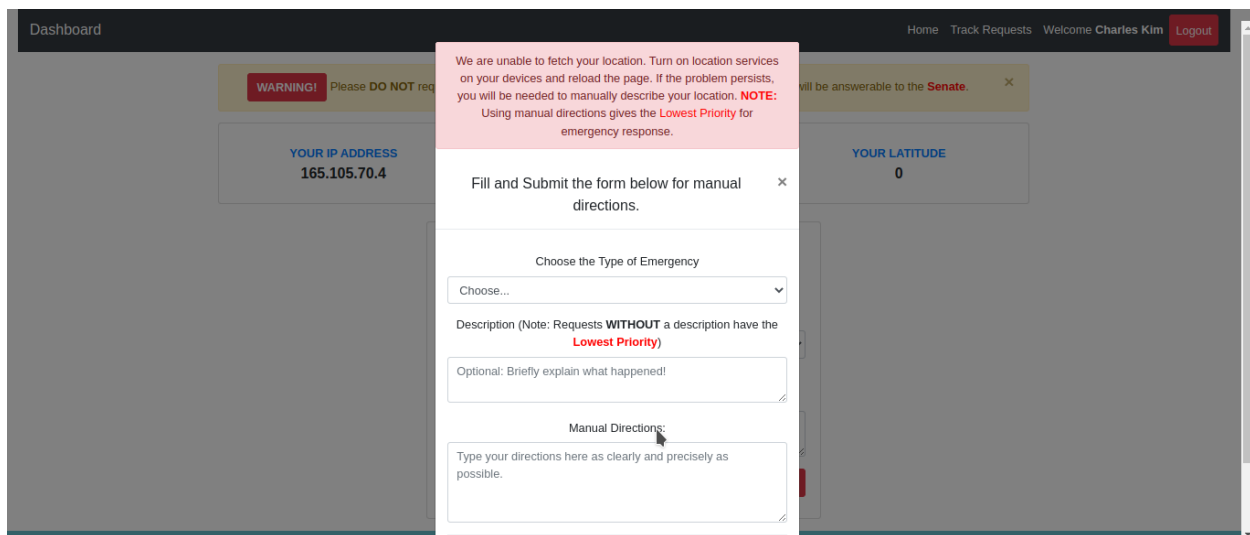 Dashboard
Home Track Requests Welcome Charles Kim Logout
We are unable to fetch your location. Turn on location services
on your devices and reload the page. If the problem persists,
you will be needed to manually describe your location. NOTE:
Using manual directions gives the Lowest Priority for
emergency response.
WARNING! Please DO NOT
will be answerable to the Senate. ×
YOUR IP ADDRESS
165.105.70.4
YOUR LATITUDE
0
Fill and Submit the form below for manual ×
directions.
Choose the Type of Emergency
Choose...
Description (Note: Requests WITHOUT a description have the
Lowest Priority)
Optional: Briefly explain what happened!
Manual Directions:
Type your directions here as clearly and precisely as
possible.